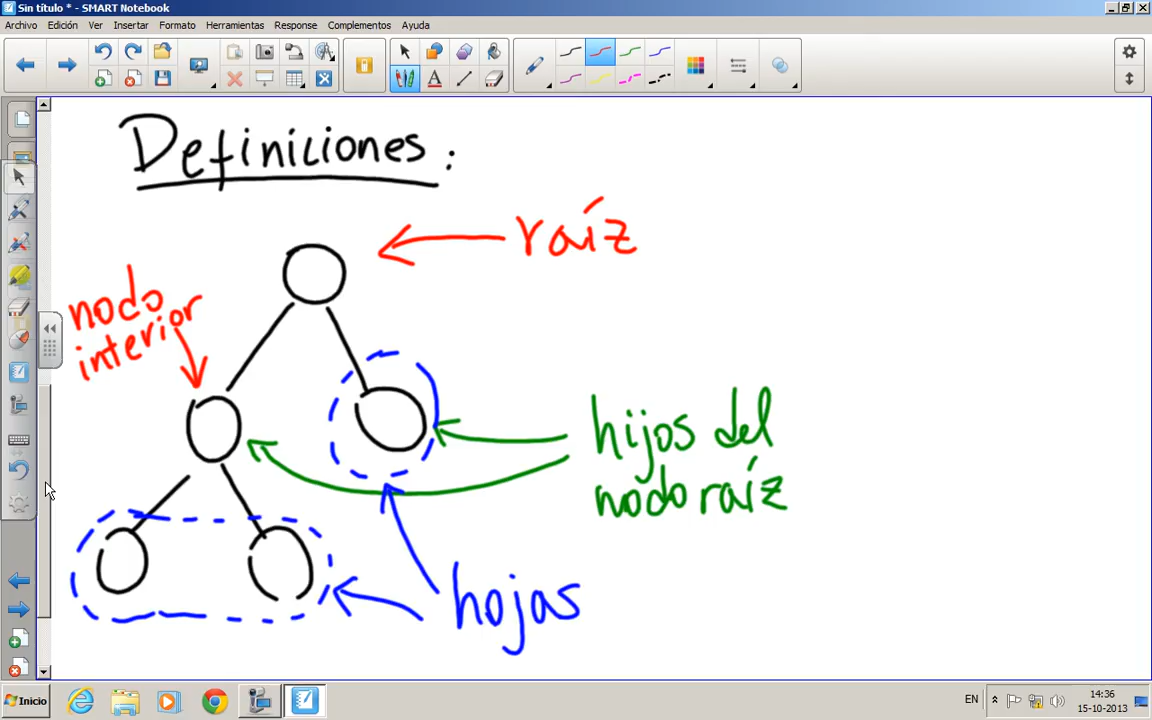 Sin título * - SMART Notebook
Archivo Edición Ver Insertar Formato Herramientas Response Complementos Ayuda
Definiciones:
raíz
nodo
interior
hijos del
nodo raíz
hojas
Inicio
EN
14:36
15-10-2013